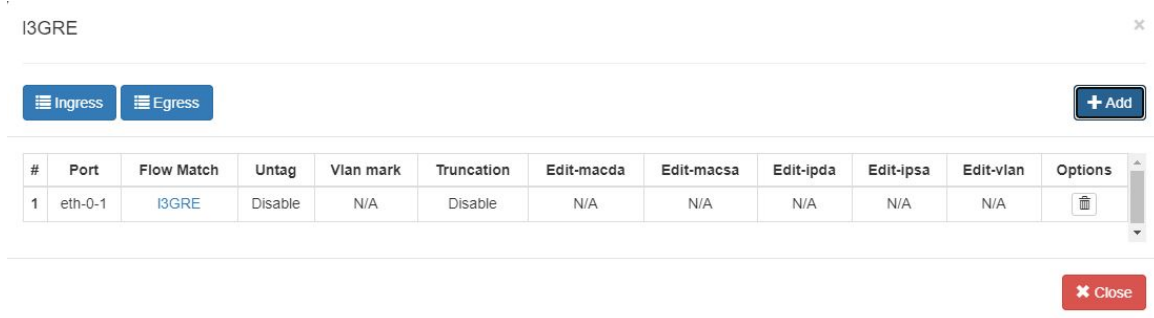 l3GRE ×
Ingress Egress + Add
# Port Flow Match Untag Vlan mark Truncation Edit-macda Edit-macsa Edit-ipda Edit-ipsa Edit-vlan Options
1 eth-0-1 l3GRE Disable N/A Disable N/A N/A N/A N/A N/A
✖ Close